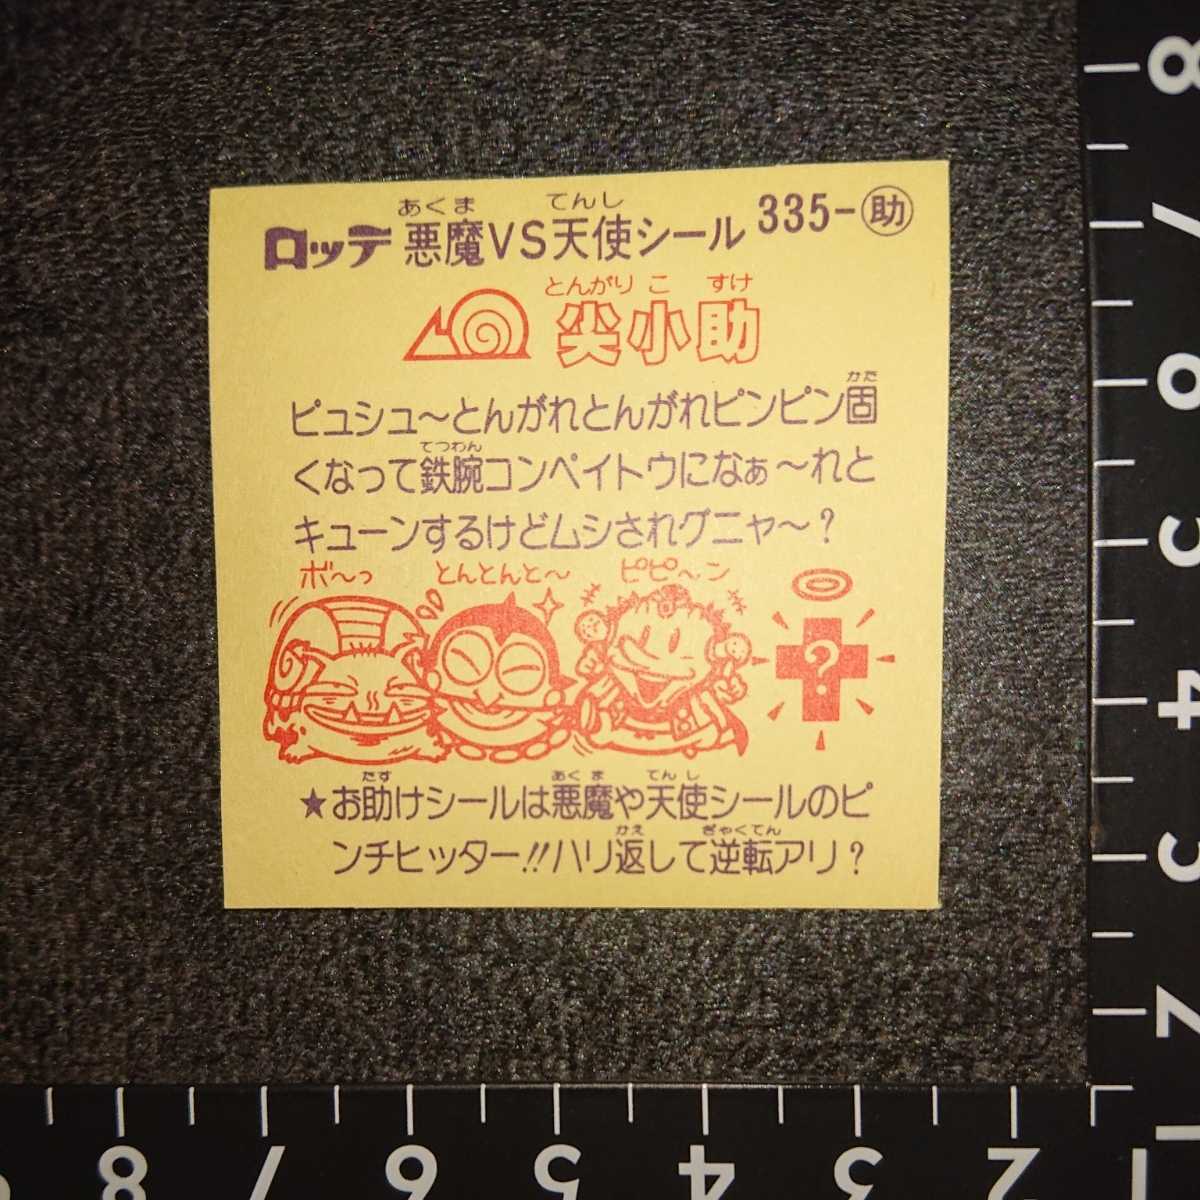 あくま てんし
ロッテ 悪魔VS天使シール 335-助
とんがり こ すけ
尖小助
かた
ピュシュ〜とんがれとんがれピンピン固
てつわん
くなって鉄腕コンペイトウになぁ〜れと
キューンするけどムシされグニャ〜?
ボ〜っ とんとんと〜 ピピ〜ン
?
たす あくま てんし
★お助けシールは悪魔や天使シールのピ
かえ ぎゃくてん
ンチヒッター!!ハリ返して逆転アリ?
8
7
6
5
4
3
2
1
8 7 6 5 4 3 2 1